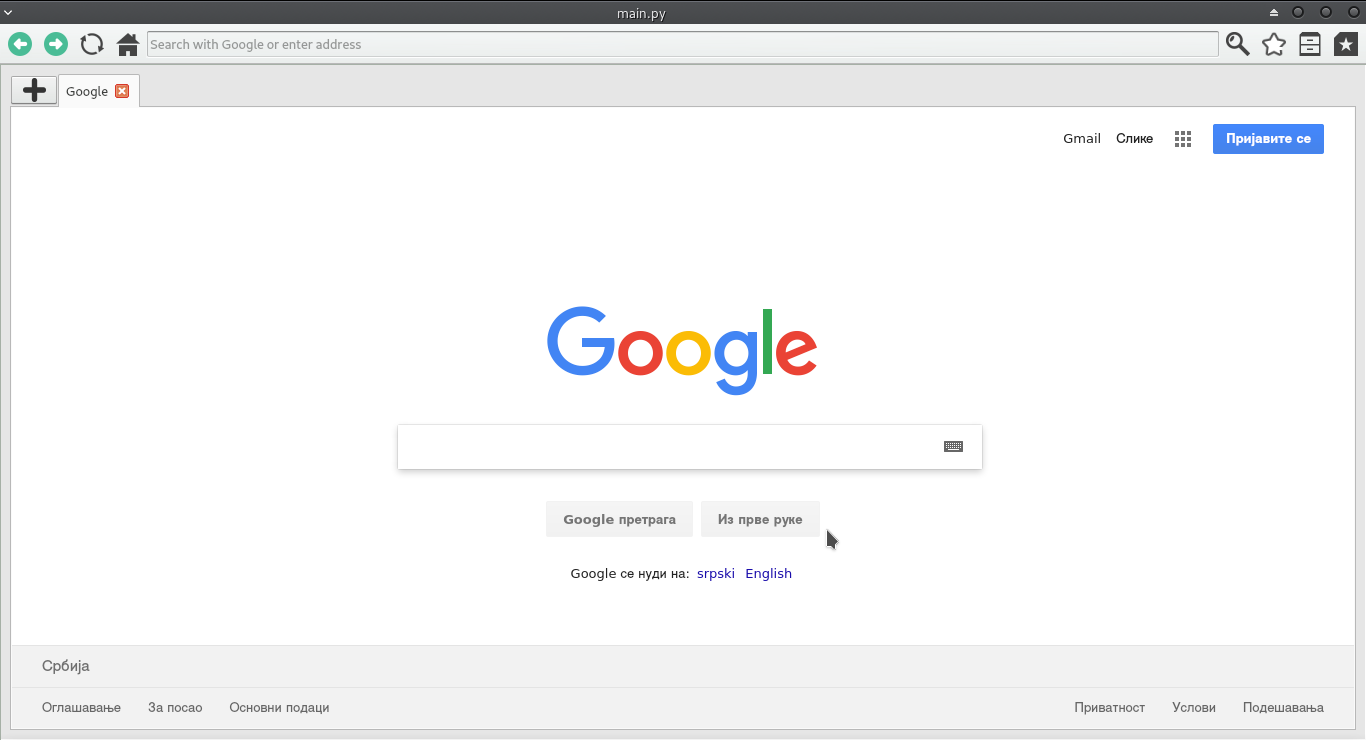 main.py
Search with Google or enter address
Google
Gmail Слике Пријавите се
Google
Google претрага Из прве руке
Google се нуди на: srpski English
Србија
Оглашавање За посао Основни подаци Приватност Услови Подешавања